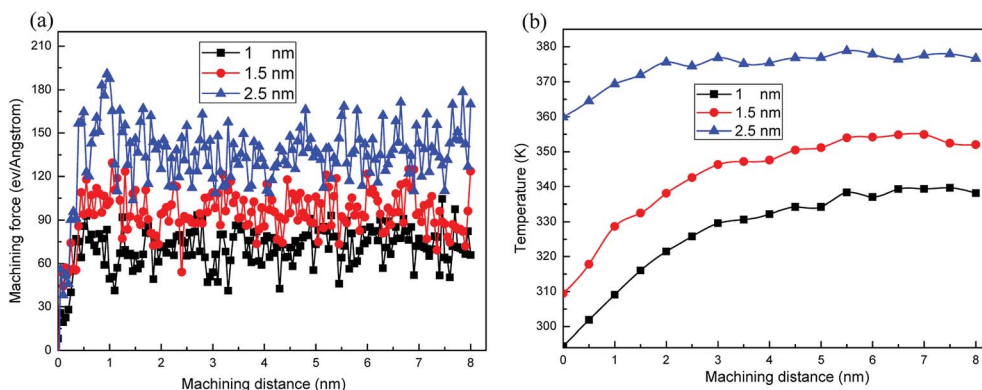 (a)
210
180
150
120
90
60
30
0
Machining force (ev/Angstrom)
1 nm
1.5 nm
2.5 nm
0 1 2 3 4 5 6 7 8
Machining distance (nm)
(b)
380
370
360
350
340
330
320
310
300
Temperature (K)
1 nm
1.5 nm
2.5 nm
0 1 2 3 4 5 6 7 8
Machining distance (nm)